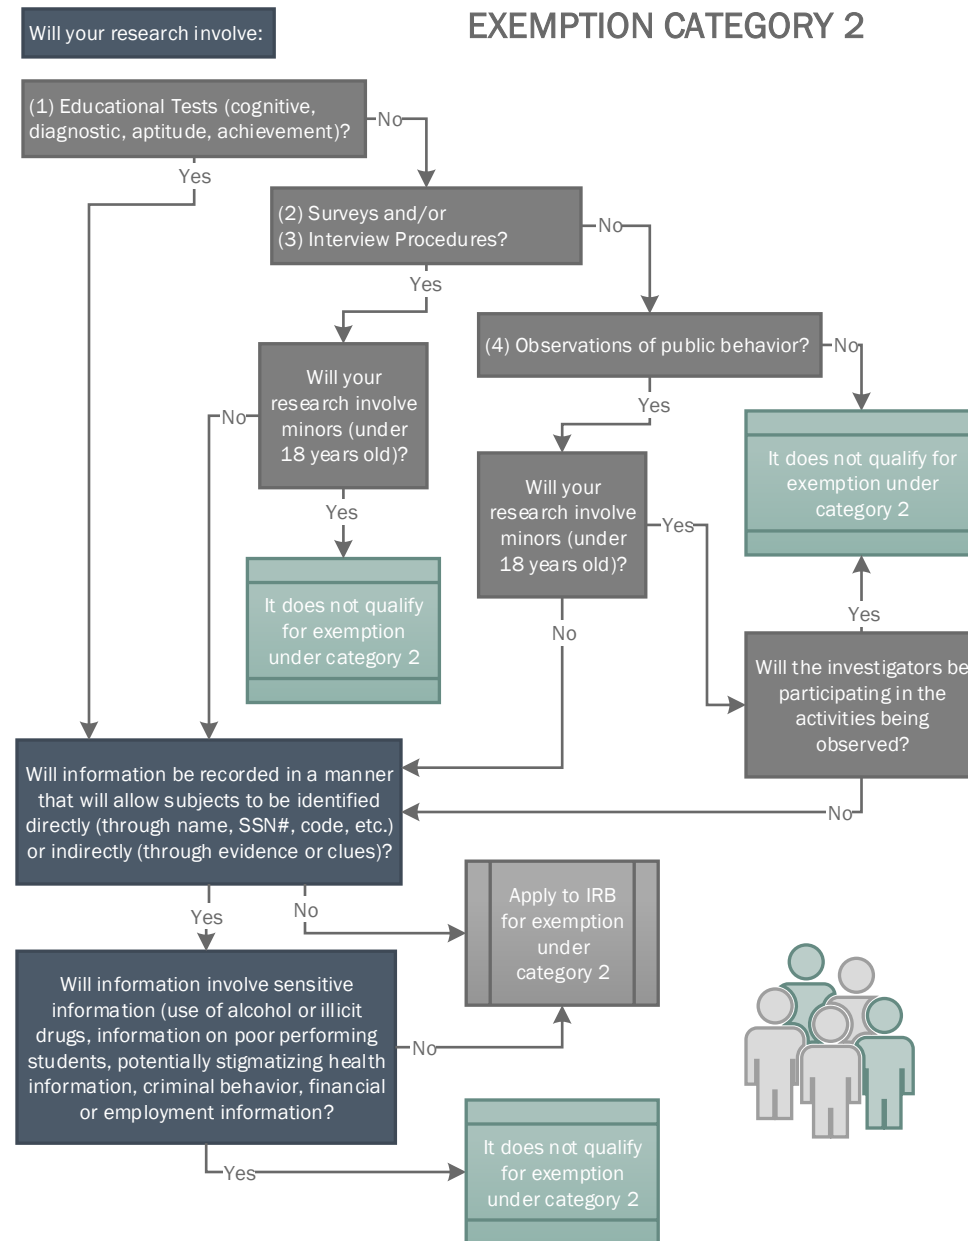 EXEMPTION CATEGORY 2
Will your research involve:
(1) Educational Tests (cognitive,
diagnostic, aptitude, achievement)?
No
Yes
(2) Surveys and/or
(3) Interview Procedures?
No
Yes
(4) Observations of public behavior?
No
Yes
Will your
research involve
minors (under
18 years old)?
No
Yes
It does not qualify for
exemption under
category 2
Will your
research involve
minors (under
18 years old)?
Yes
No
It does not qualify
for exemption
under category 2
Yes
Will the investigators be
participating in the
activities being
observed?
No
Will information be recorded in a manner
that will allow subjects to be identified
directly (through name, SSN#, code, etc.)
or indirectly (through evidence or clues)?
Yes
No
Apply to IRB
for exemption
under
category 2
Will information involve sensitive
information (use of alcohol or illicit
drugs, information on poor performing
students, potentially stigmatizing health
information, criminal behavior, financial
or employment information?
No
Yes
It does not qualify
for exemption
under category 2